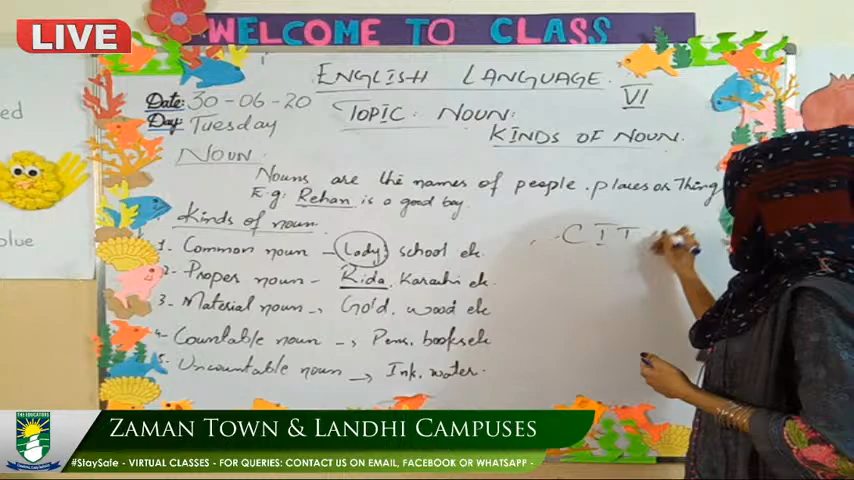 LIVE
WELCOME TO CLASS
ed
ENGLISH LANGUAGE
VI
Date: 30-06-20
Day: Tuesday
TOPIC: NOUN:
KINDS OF NOUN.
NOUN.
Nouns are the names of people, places or Thing
E.g: Rehan is a good boy.
Kinds of noun.
1- Common noun - Lady, school etc.
2- Proper noun - Rida, Karachi etc.
3- Material noun -> Gold, wood etc
4- Countable noun -> Pens, books etc
5- Uncountable noun -> Ink, water.
CIT
olue
THE EDUCATORS
ZAMAN TOWN & LANDHI CAMPUSES
#StaySafe - VIRTUAL CLASSES - FOR QUERIES: CONTACT US ON EMAIL, FACEBOOK OR WHATSAPP -